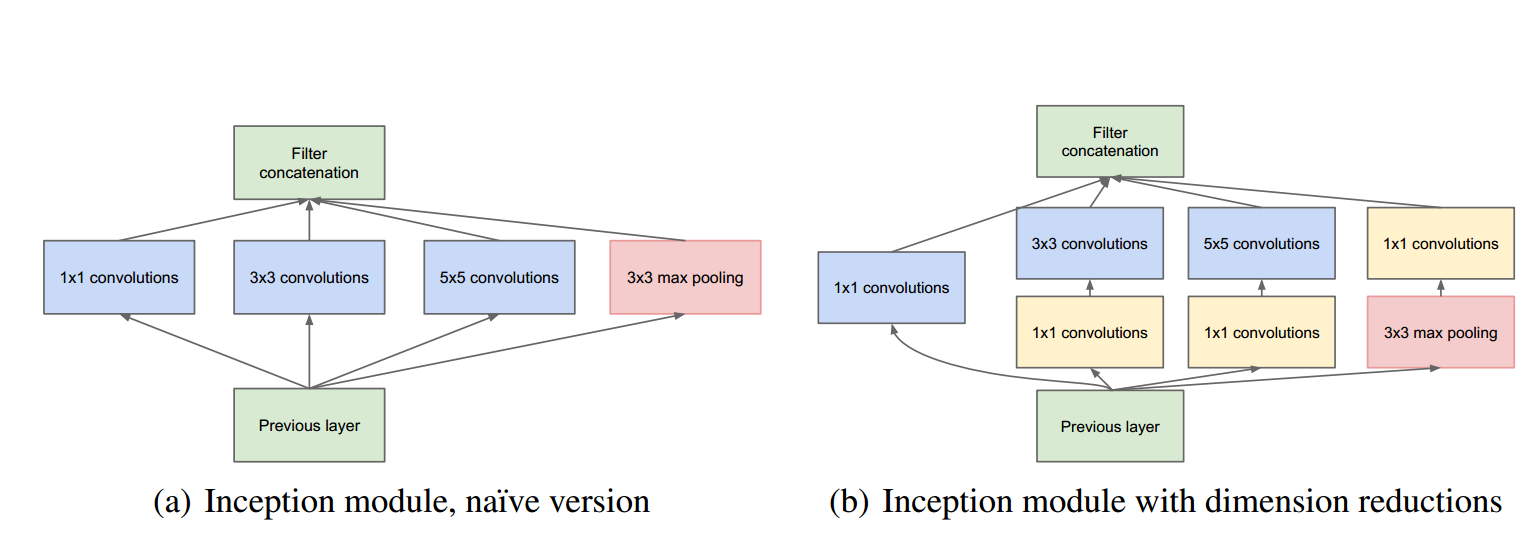 Filter
concatenation
1x1 convolutions
3x3 convolutions
5x5 convolutions
3x3 max pooling
Previous layer
(a) Inception module, naïve version
Filter
concatenation
3x3 convolutions
5x5 convolutions
1x1 convolutions
1x1 convolutions
1x1 convolutions
1x1 convolutions
3x3 max pooling
Previous layer
(b) Inception module with dimension reductions